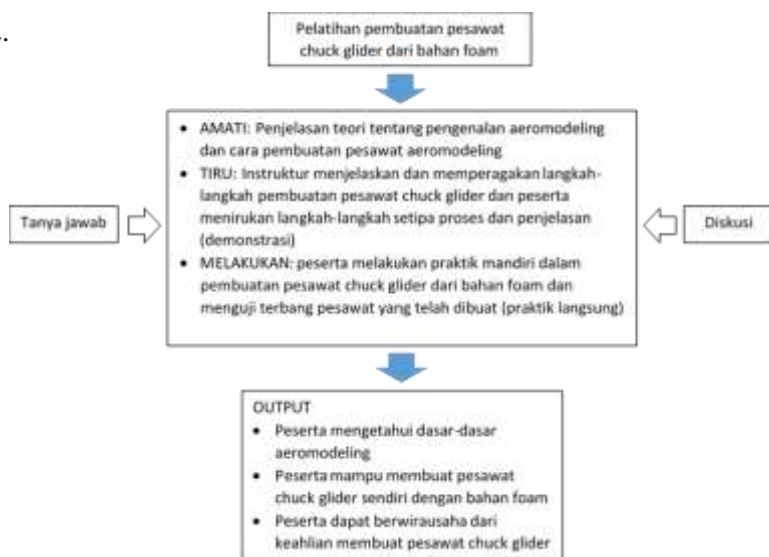 Pelatihan pembuatan pesawat
chuck glider dari bahan foam
• AMATI: Penjelasan teori tentang pengenalan aeromodeling
dan cara pembuatan pesawat aeromodeling
• TIRU: Instruktur menjelaskan dan memperagakan langkah-
langkah pembuatan pesawat chuck glider dan peserta
menirukan langkah-langkah setipa proses dan penjelasan
(demonstrasi)
• MELAKUKAN: peserta melakukan praktik mandiri dalam
pembuatan pesawat chuck glider dari bahan foam dan
menguji terbang pesawat yang telah dibuat (praktik langsung)
Tanya jawab
Diskusi
OUTPUT
• Peserta mengetahui dasar-dasar
aeromodeling
• Peserta mampu membuat pesawat
chuck glider sendiri dengan bahan foam
• Peserta dapat berwirausaha dari
keahlian membuat pesawat chuck glider